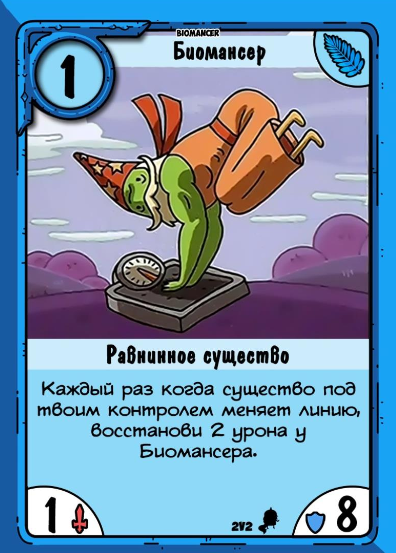 BIOMANCER
Биомансер
1
Равнинное существо
Каждый раз когда существо под
твоим контролем меняет линию,
восстанови 2 урона у
Биомансера.
1
2V2
8